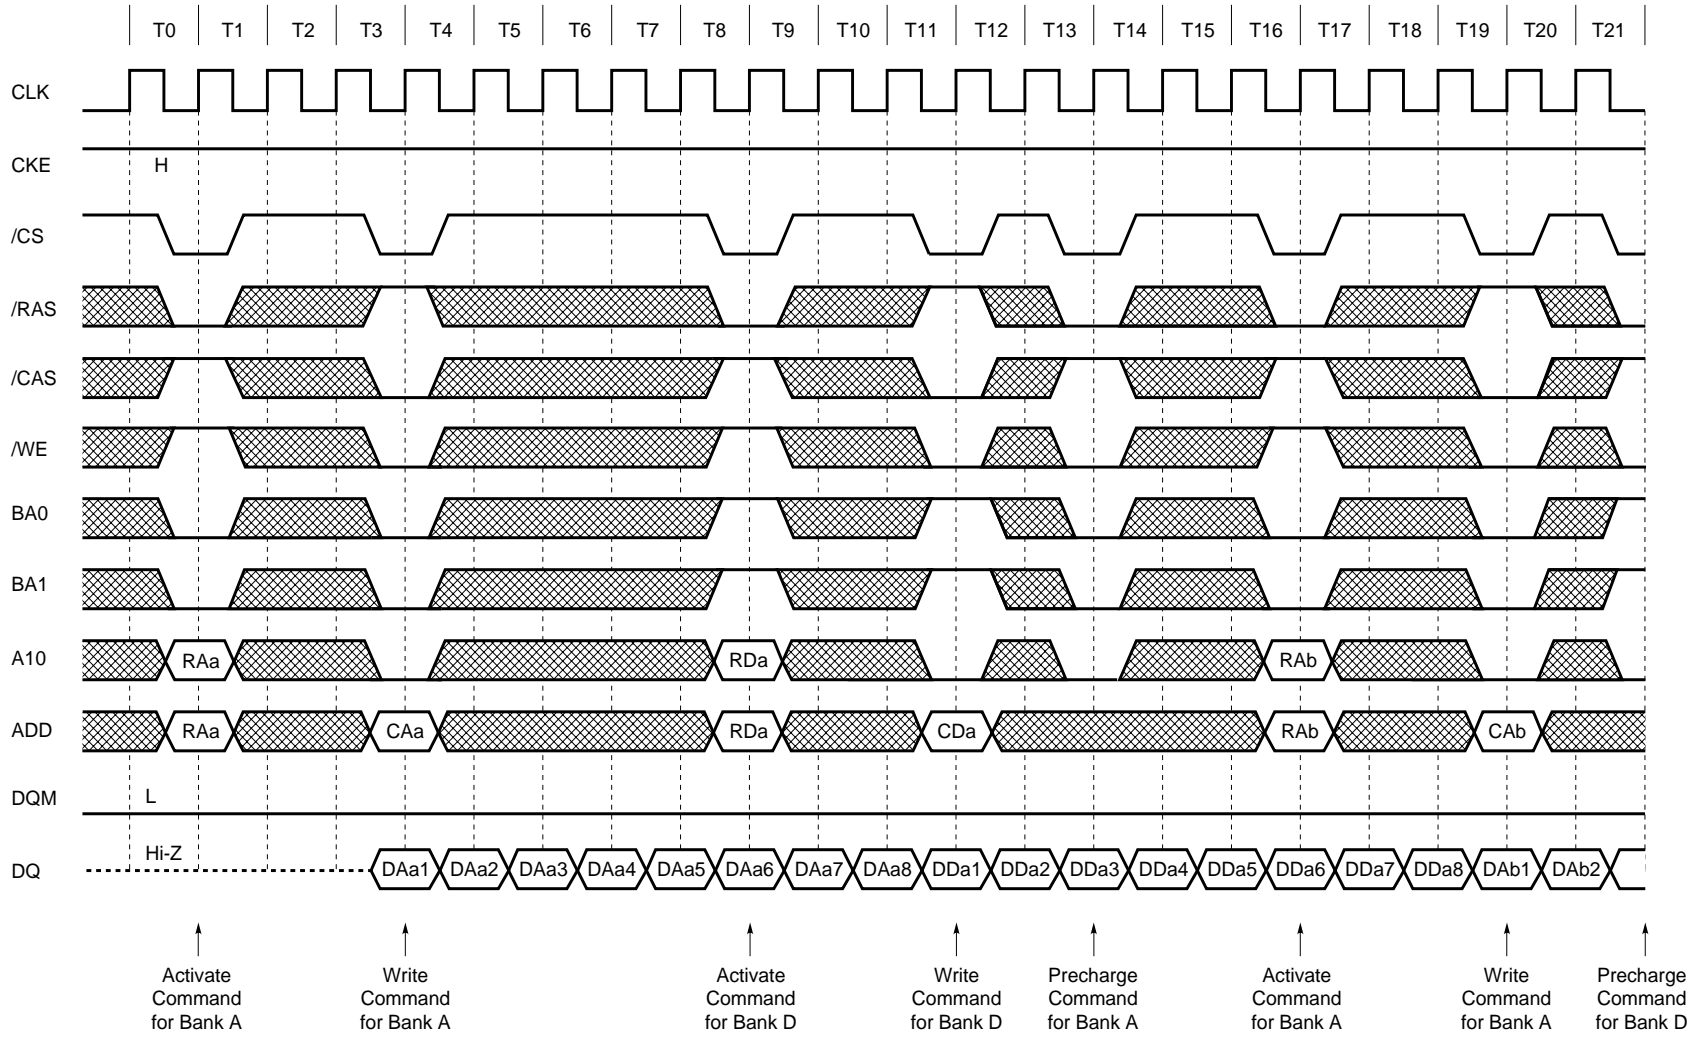 T0 T1 T2 T3 T4 T5 T6 T7 T8 T9 T10 T11 T12 T13 T14 T15 T16 T17 T18 T19 T20 T21
CLK
CKE H
/CS
/RAS
/CAS
/WE
BA0
BA1
A10 RAa RDa RAb
ADD RAa CAa RDa CDa RAb CAb
DQM L
Hi-Z
DQ DAa1 DAa2 DAa3 DAa4 DAa5 DAa6 DAa7 DAa8 DDa1 DDa2 DDa3 DDa4 DDa5 DDa6 DDa7 DDa8 DAb1 DAb2
Activate
Command
for Bank A
Write
Command
for Bank A
Activate
Command
for Bank D
Write
Command
for Bank D
Precharge
Command
for Bank A
Activate
Command
for Bank A
Write
Command
for Bank A
Precharge
Command
for Bank D